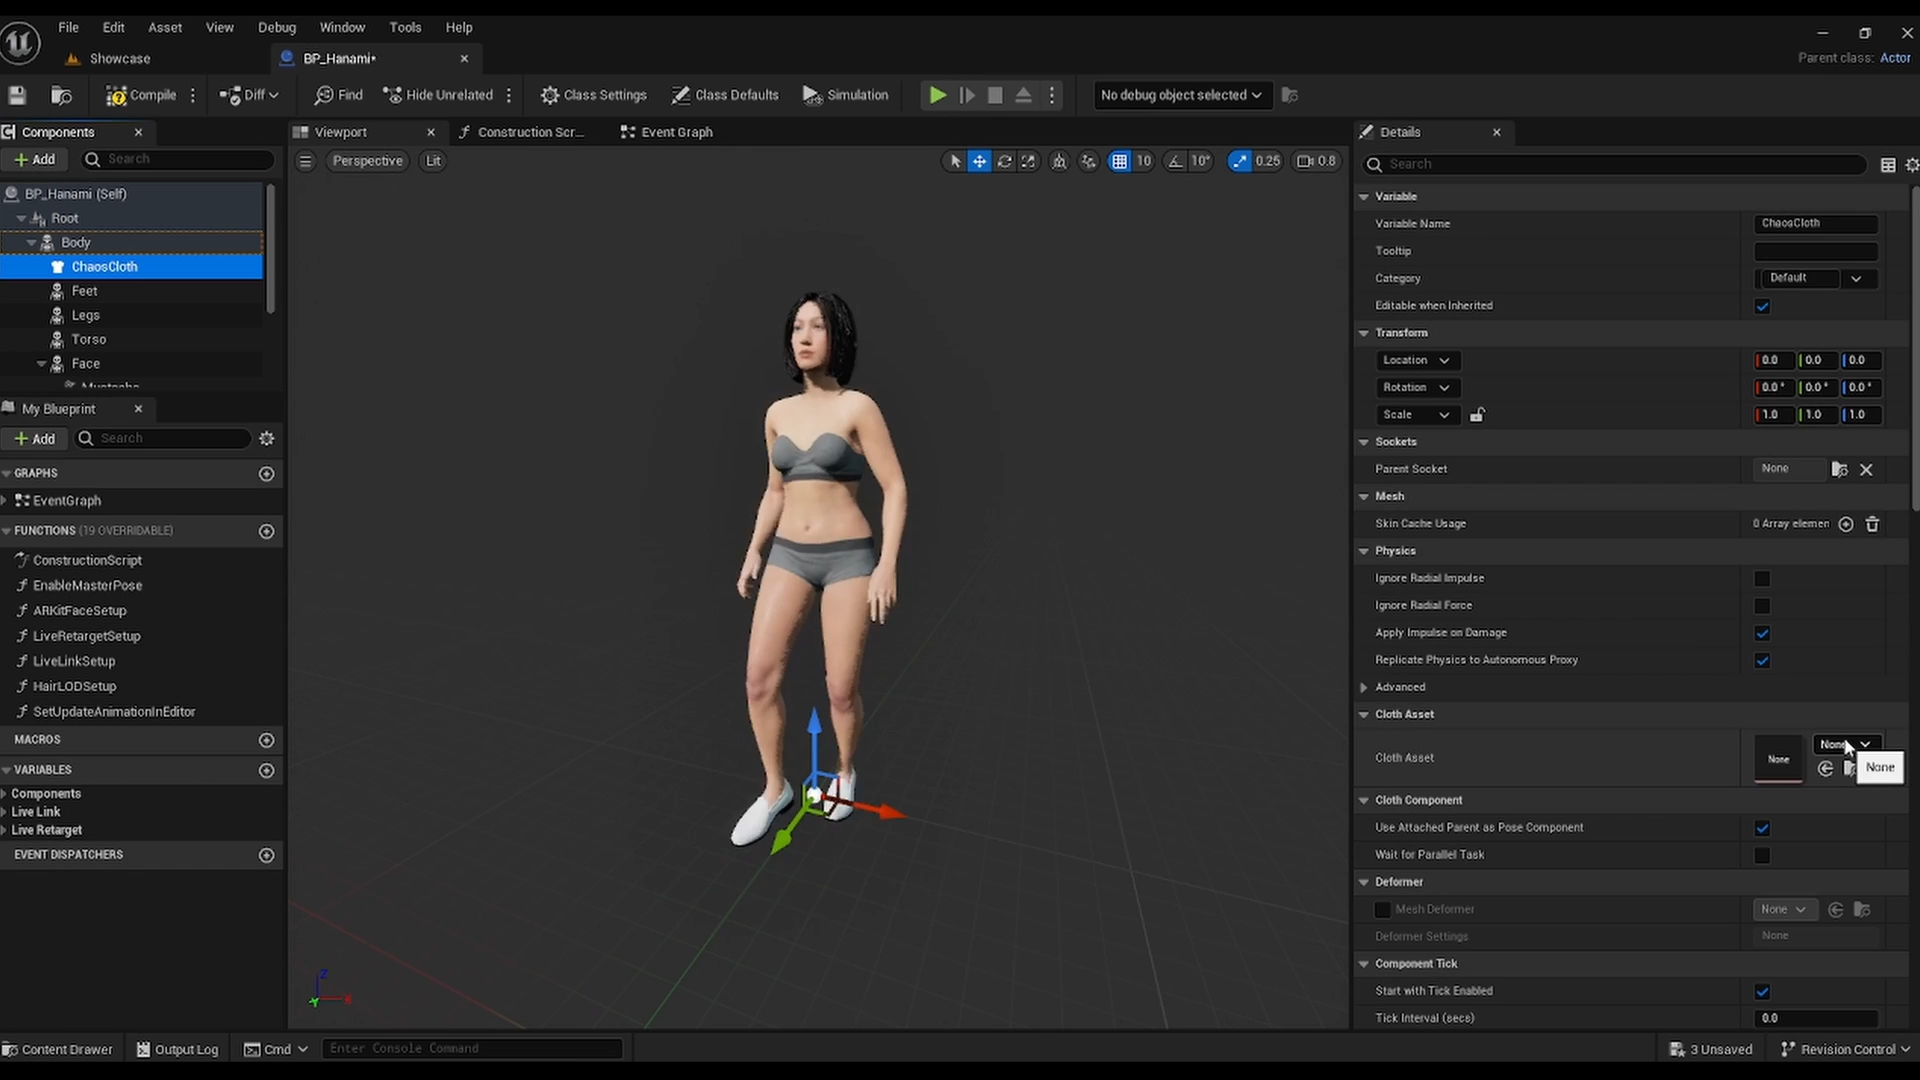 File Edit Asset View Debug Window Tools Help
Showcase
BP_Hanami•
Parent class: Actor
Compile
Diff
Find
Hide Unrelated
Class Settings
Class Defaults
Simulation
No debug object selected
Components
Add
Search
BP_Hanami (Self)
Root
Body
ChaosCloth
Feet
Legs
Torso
Face
Mustache
My Blueprint
Add
Search
GRAPHS
EventGraph
FUNCTIONS (19 OVERRIDABLE)
ConstructionScript
EnableMasterPose
ARKitFaceSetup
LiveRetargetSetup
LiveLinkSetup
HairLODSetup
SetUpdateAnimationInEditor
MACROS
VARIABLES
Components
Live Link
Live Retarget
EVENT DISPATCHERS
Viewport
Construction Scr...
Event Graph
Perspective
Lit
10
10°
0.25
0.8
Z
X
Y
Details
Search
Variable
Variable Name ChaosCloth
Tooltip
Category Default
Editable when Inherited
Transform
Location 0.0 0.0 0.0
Rotation 0.0° 0.0° 0.0°
Scale 1.0 1.0 1.0
Sockets
Parent Socket None
Mesh
Skin Cache Usage 0 Array elemen
Physics
Ignore Radial Impulse
Ignore Radial Force
Apply Impulse on Damage
Replicate Physics to Autonomous Proxy
Advanced
Cloth Asset
Cloth Asset None None
None
Cloth Component
Use Attached Parent as Pose Component
Wait for Parallel Task
Deformer
Mesh Deformer None
Deformer Settings None
Component Tick
Start with Tick Enabled
Tick Interval (secs) 0.0
Content Drawer
Output Log
Cmd
Enter Console Command
3 Unsaved
Revision Control